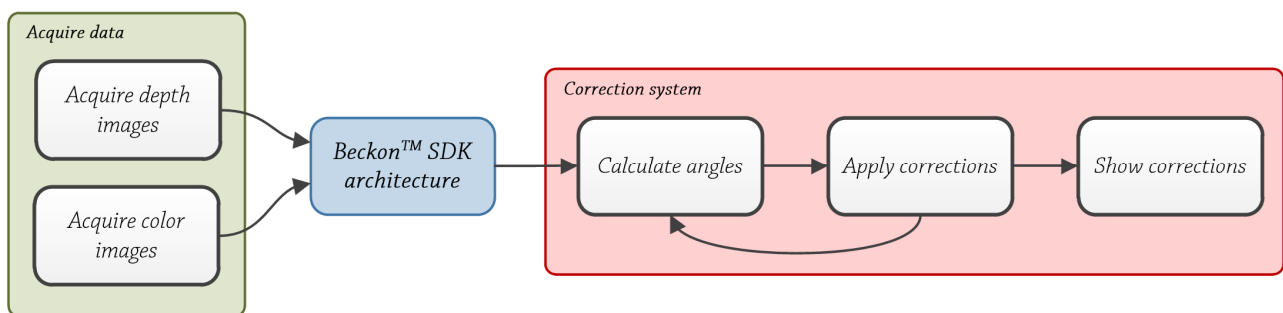 Acquire data
Acquire depth
images
Acquire color
images
Beckon™ SDK
architecture
Correction system
Calculate angles
Apply corrections
Show corrections